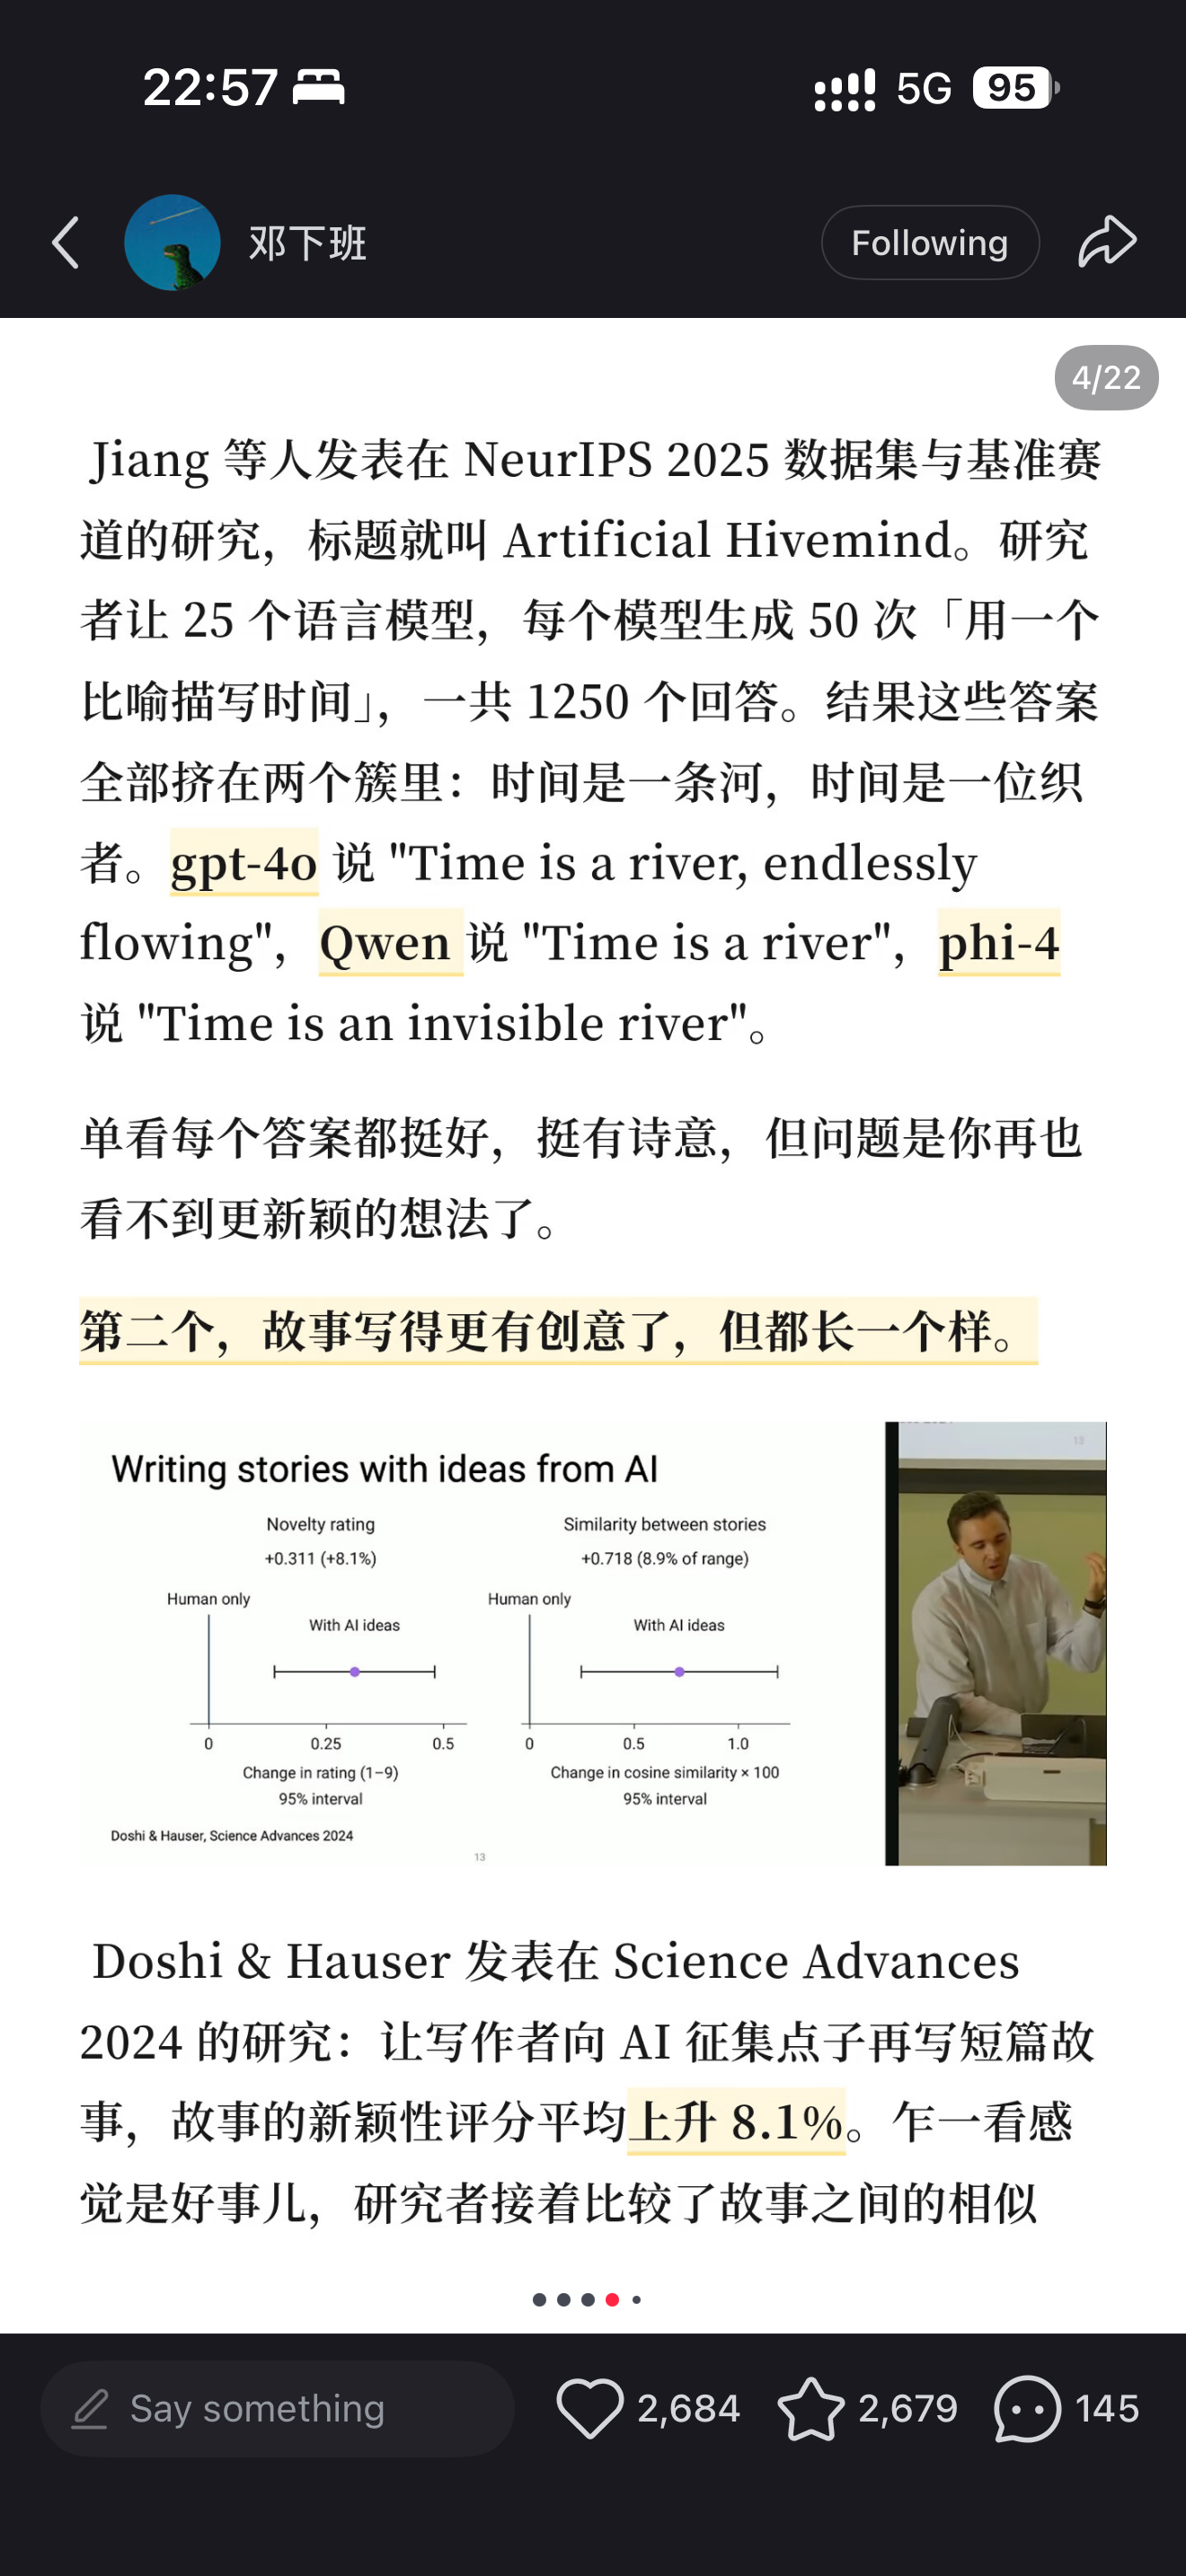 22:57
5G 95
邓下班
Following
4/22
Jiang 等人发表在 NeurIPS 2025 数据集与基准赛
道的研究，标题就叫 Artificial Hivemind。研究
者让 25 个语言模型，每个模型生成 50 次「用一个
比喻描写时间」，一共 1250 个回答。结果这些答案
全部挤在两个簇里：时间是一条河，时间是一位织
者。gpt-4o 说 "Time is a river, endlessly
flowing"，Qwen 说 "Time is a river"，phi-4
说 "Time is an invisible river"。
单看每个答案都挺好，挺有诗意，但问题是你再也
看不到更新颖的想法了。
第二个，故事写得更有创意了，但都长一个样。
13
Writing stories with ideas from AI
Novelty rating
+0.311 (+8.1%)
Human only
With AI ideas
0 0.25 0.5
Change in rating (1–9)
95% interval
Similarity between stories
+0.718 (8.9% of range)
Human only
With AI ideas
0 0.5 1.0
Change in cosine similarity × 100
95% interval
Doshi & Hauser, Science Advances 2024
13
Doshi & Hauser 发表在 Science Advances
2024 的研究：让写作者向 AI 征集点子再写短篇故
事，故事的新颖性评分平均上升 8.1%。乍一看感
觉是好事儿，研究者接着比较了故事之间的相似
Say something
2,684
2,679
145